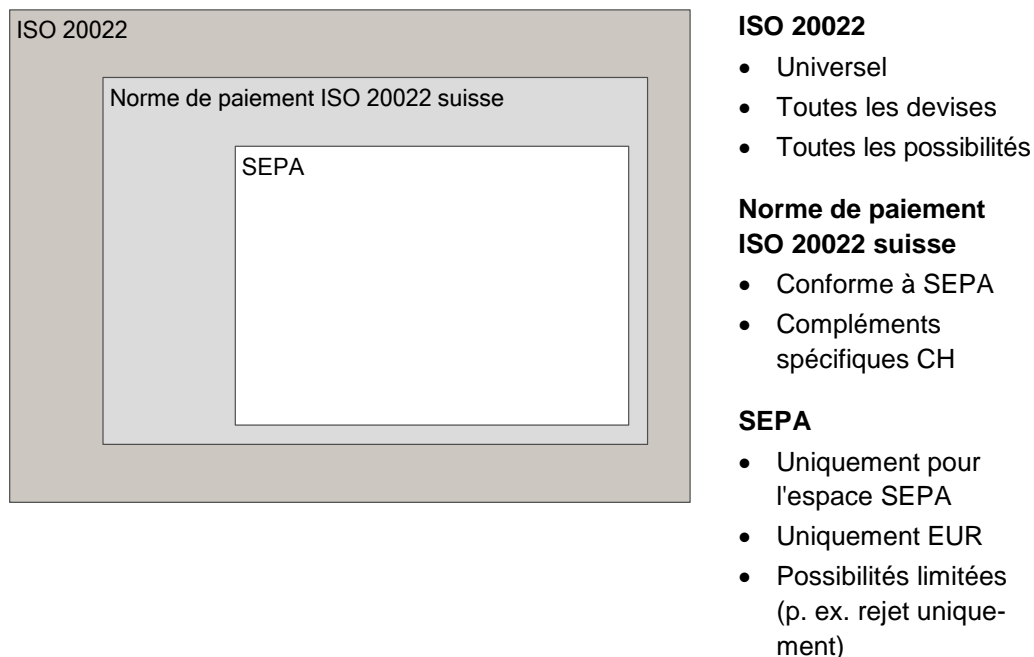 ISO 20022
Norme de paiement ISO 20022 suisse
SEPA
ISO 20022
• Universel
• Toutes les devises
• Toutes les possibilités
Norme de paiement
ISO 20022 suisse
• Conforme à SEPA
• Compléments
spécifiques CH
SEPA
• Uniquement pour
l'espace SEPA
• Uniquement EUR
• Possibilités limitées
(p. ex. rejet unique-
ment)